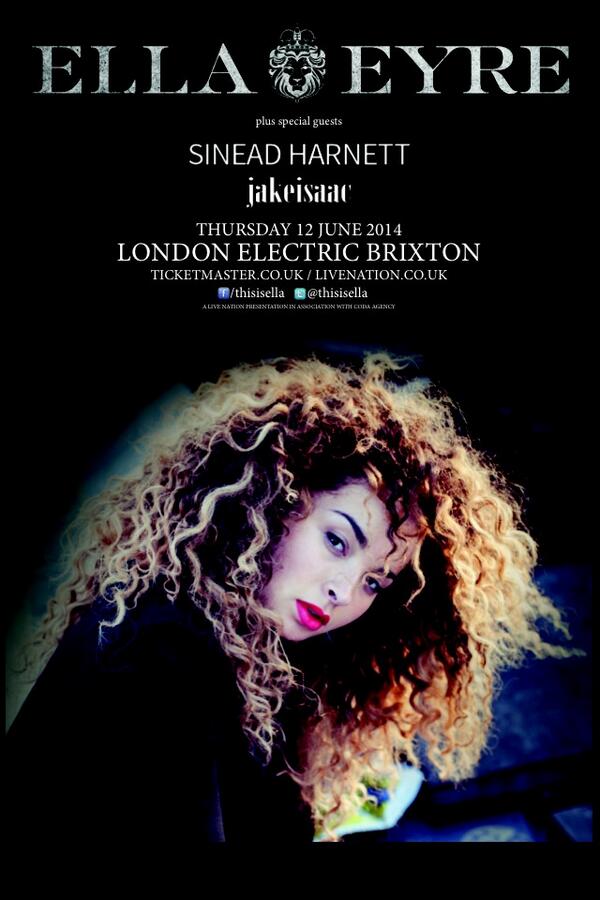 ELLA EYRE
plus special guests
SINEAD HARNETT
jakeisaac
THURSDAY 12 JUNE 2014
LONDON ELECTRIC BRIXTON
TICKETMASTER.CO.UK / LIVENATION.CO.UK
f/thisisella t@thisisella
A LIVE NATION PRESENTATION IN ASSOCIATION WITH CODA AGENCY